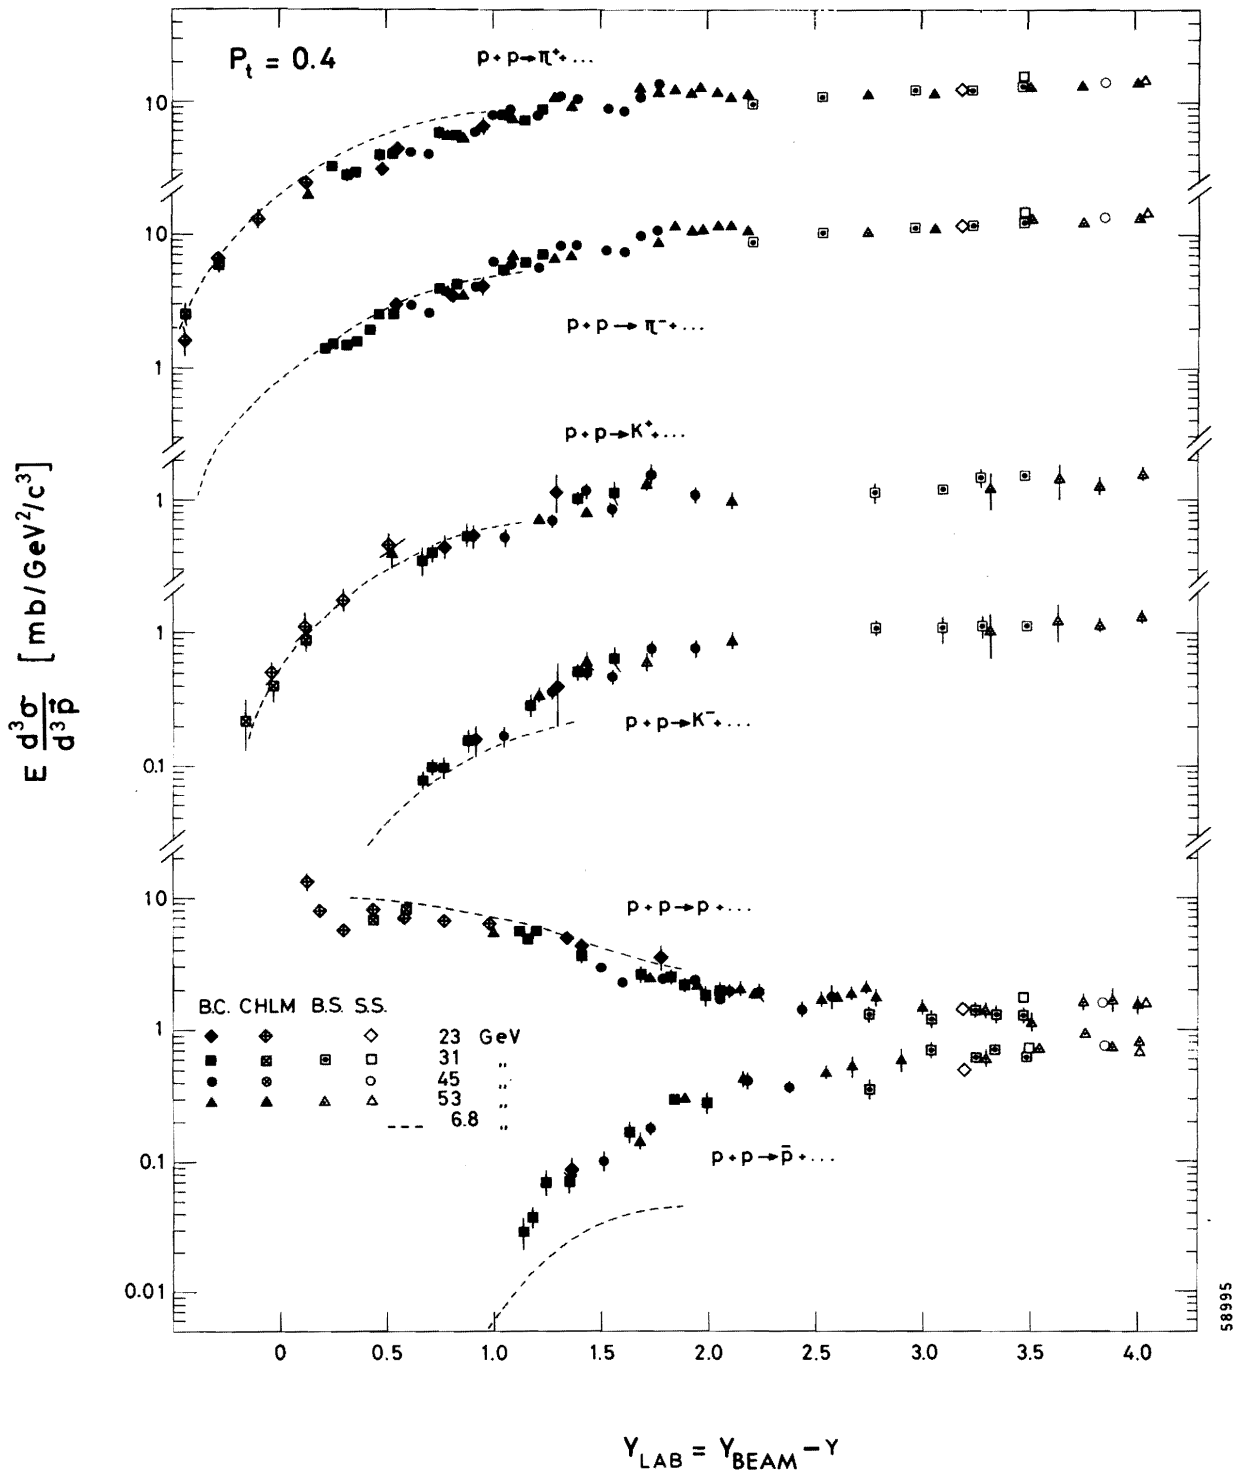 P_t = 0.4
p + p → π⁺ + ...
10
10
p + p → π⁻ + ...
1
p + p → K⁺ + ...
1
1
p + p → K⁻ + ...
0.1
10
p + p → p + ...
B.C. CHLM B.S. S.S.
23 GeV
1
31 "
45 "
53 "
6.8 "
p + p → p̄ + ...
0.1
0.01
E d³σ/d³p⃗ [mb/GeV²/c³]
58995
0 0.5 1.0 1.5 2.0 2.5 3.0 3.5 4.0
Y_LAB = Y_BEAM − Y